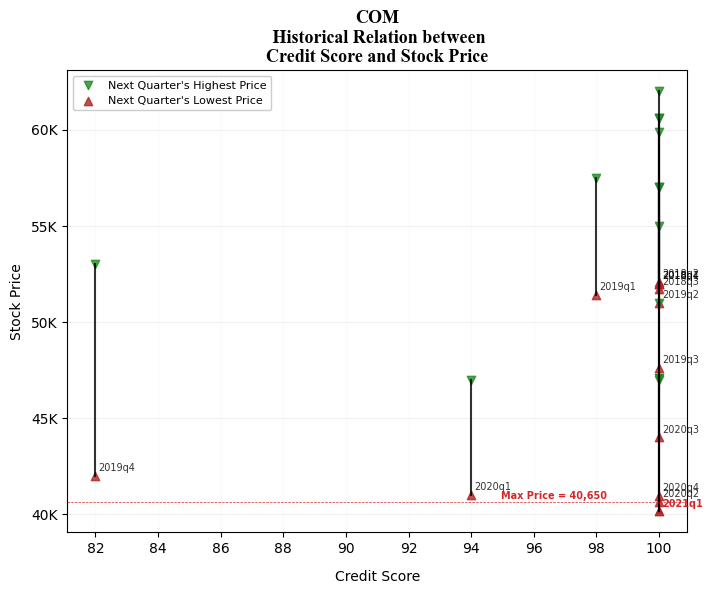 COM
Historical Relation between
Credit Score and Stock Price
Next Quarter's Highest Price
Next Quarter's Lowest Price
Stock Price
60K
55K
50K
45K
40K
2018q3
2019q2
2019q1
2019q3
2020q3
2019q4
2020q1
2020q4
2020q2
Max Price = 40,650
2021q1
82
84
86
88
90
92
94
96
98
100
Credit Score